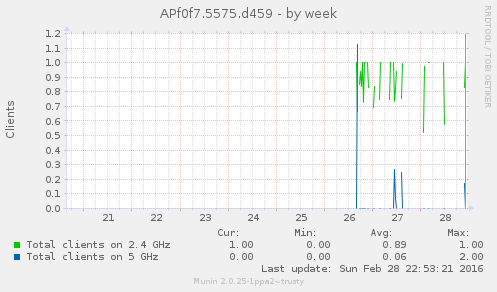 APf0f7.5575.d459 - by week
RRDTOOL / TOBI OETIKER
Clients
1.2
1.1
1.0
0.9
0.8
0.7
0.6
0.5
0.4
0.3
0.2
0.1
0.0
21 22 23 24 25 26 27 28
Cur: Min: Avg: Max:
Total clients on 2.4 GHz 1.00 0.00 0.89 1.00
Total clients on 5 GHz 0.00 0.00 0.06 2.00
Last update: Sun Feb 28 22:53:21 2016
Munin 2.0.25-1ppa2~trusty